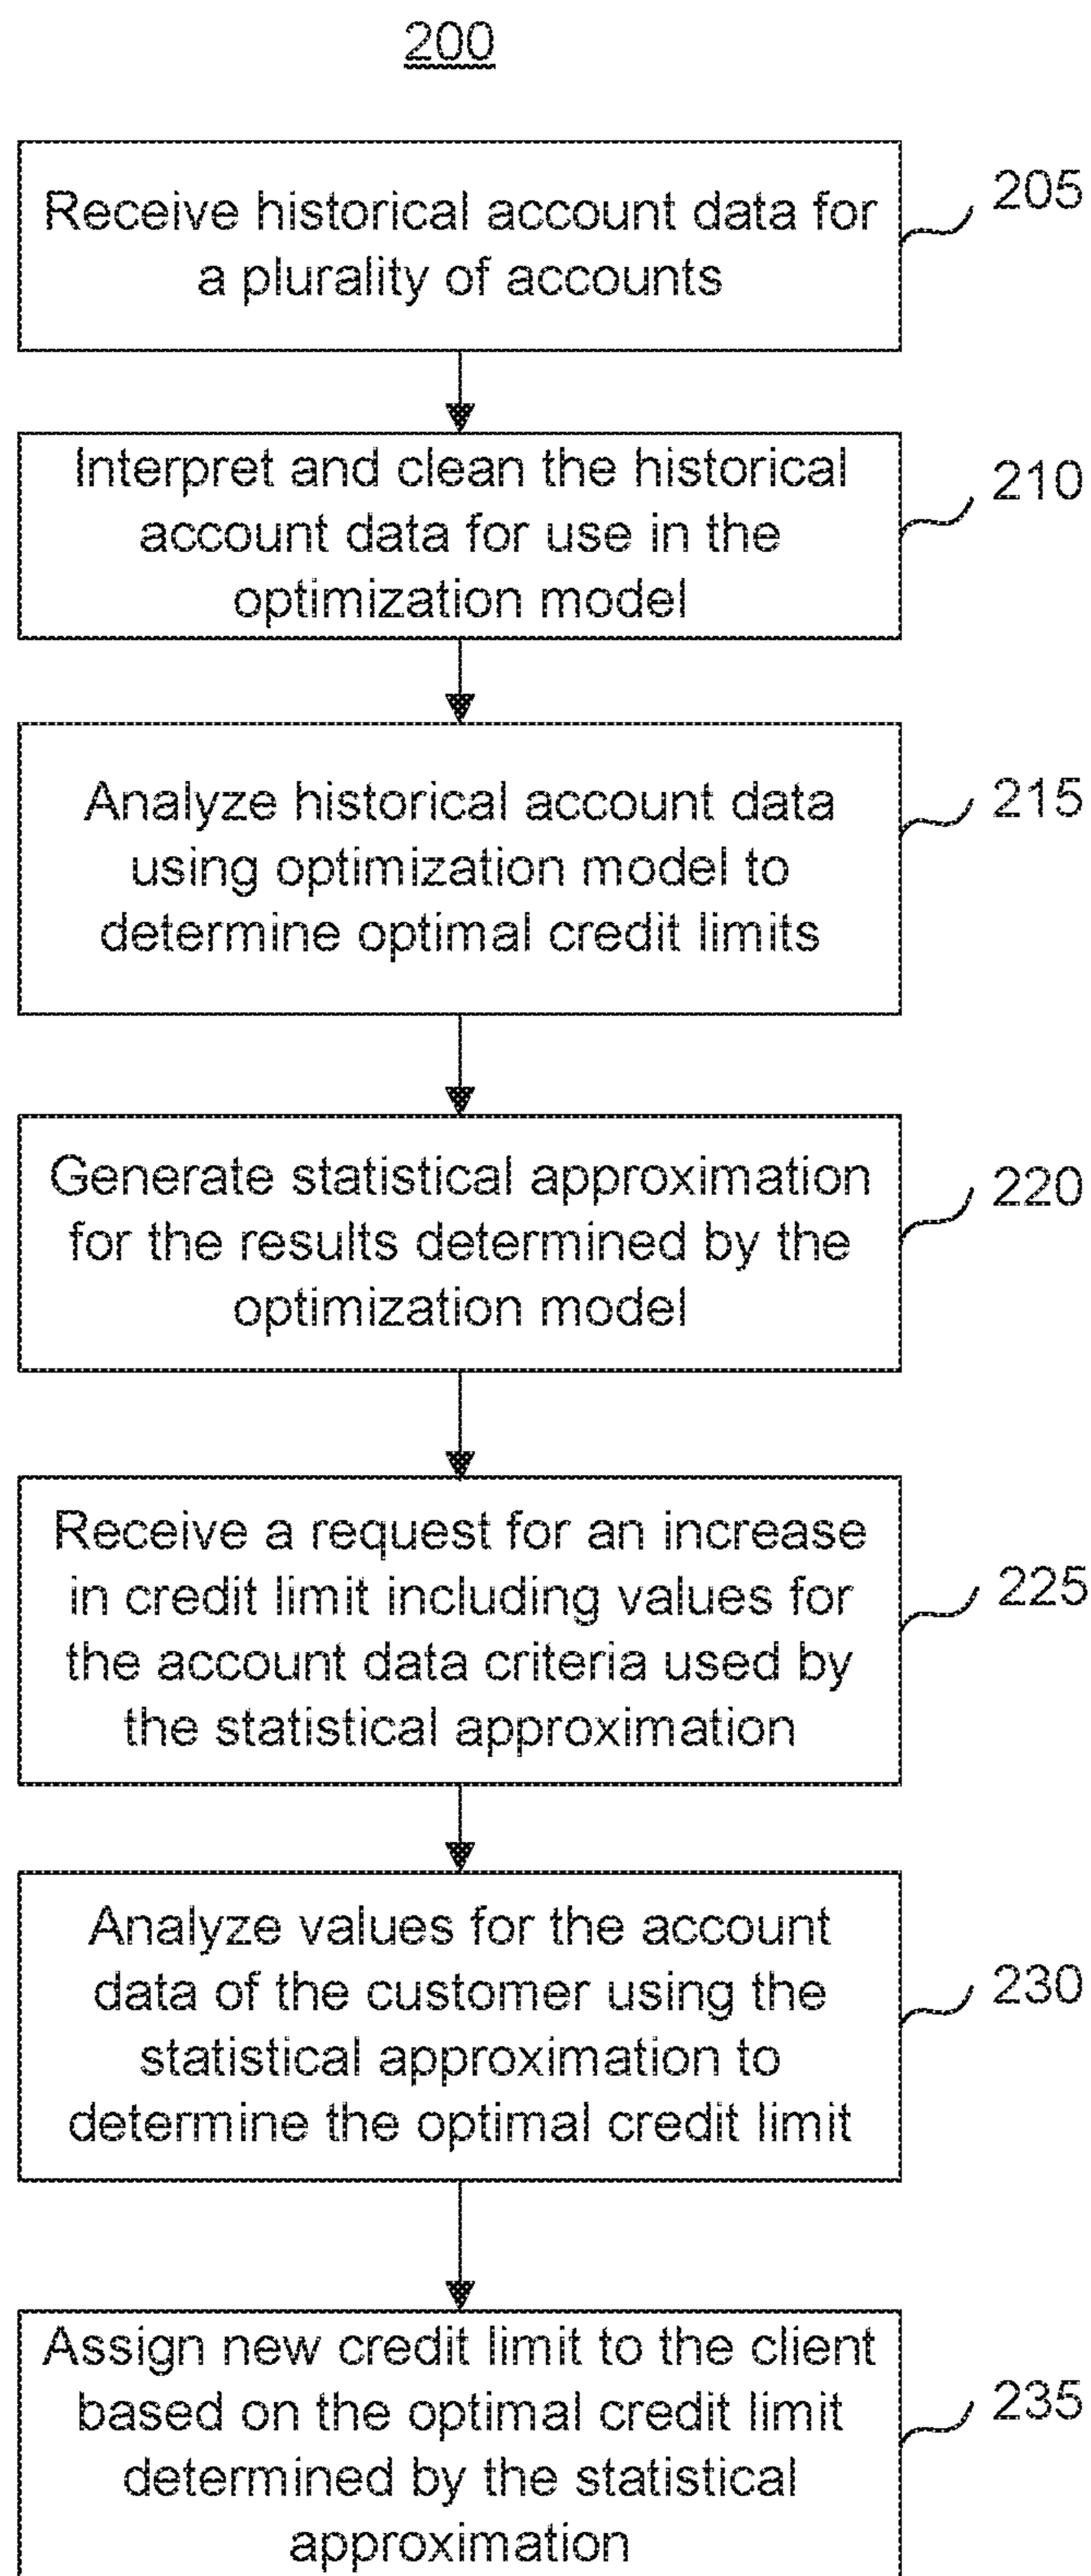 200
Receive historical account data for
a plurality of accounts
205
Interpret and clean the historical
account data for use in the
optimization model
210
Analyze historical account data
using optimization model to
determine optimal credit limits
215
Generate statistical approximation
for the results determined by the
optimization model
220
Receive a request for an increase
in credit limit including values for
the account data criteria used by
the statistical approximation
225
Analyze values for the account
data of the customer using the
statistical approximation to
determine the optimal credit limit
230
Assign new credit limit to the client
based on the optimal credit limit
determined by the statistical
approximation
235